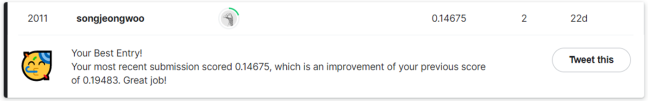 2011 songjeongwoo 0.14675 2 22d
Your Best Entry!
Your most recent submission scored 0.14675, which is an improvement of your previous score
of 0.19483. Great job!
Tweet this